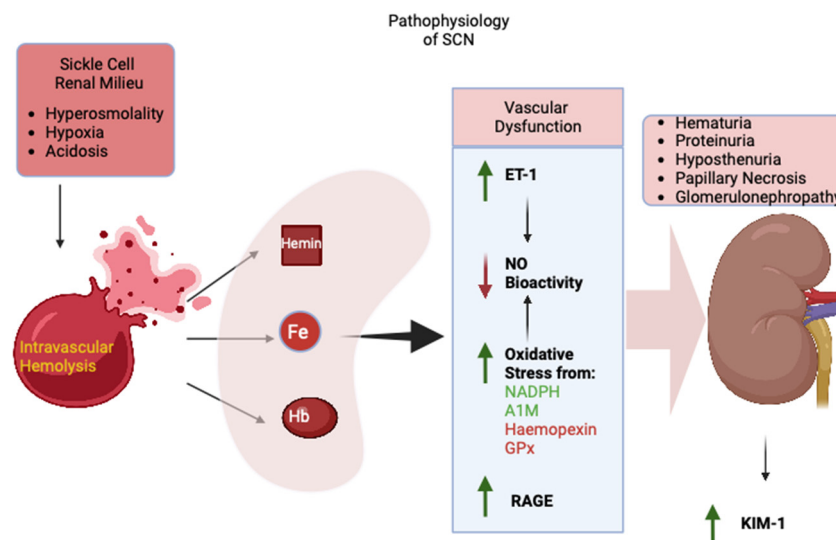 Pathophysiology
of SCN
Sickle Cell
Renal Milieu
• Hyperosmolality
• Hypoxia
• Acidosis
Intravascular
Hemolysis
Hemin
Fe
Hb
Vascular
Dysfunction
ET-1
NO
Bioactivity
Oxidative
Stress from:
NADPH
A1M
Haemopexin
GPx
RAGE
• Hematuria
• Proteinuria
• Hyposthenuria
• Papillary Necrosis
• Glomerulonephropathy
KIM-1